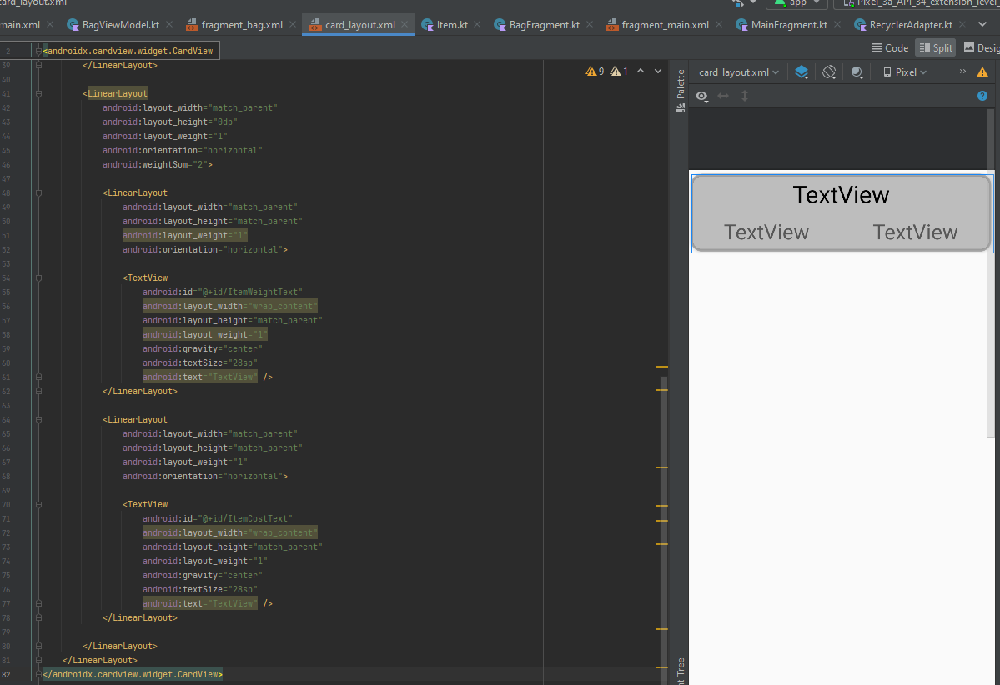 card_layout.xml
app
Pixel_3a_API_34_extension_level_
main.xml
BagViewModel.kt
fragment_bag.xml
card_layout.xml
Item.kt
BagFragment.kt
fragment_main.xml
MainFragment.kt
RecyclerAdapter.kt
2 <androidx.cardview.widget.CardView
Code
Split
Desig
39 </LinearLayout>
9
1
Palette
card_layout.xml
Pixel
40
41 <LinearLayout
42 android:layout_width="match_parent"
43 android:layout_height="0dp"
44 android:layout_weight="1"
45 android:orientation="horizontal"
46 android:weightSum="2">
47
48 <LinearLayout
49 android:layout_width="match_parent"
50 android:layout_height="match_parent"
51 android:layout_weight="1"
52 android:orientation="horizontal">
53
54 <TextView
55 android:id="@+id/ItemWeightText"
56 android:layout_width="wrap_content"
57 android:layout_height="match_parent"
58 android:layout_weight="1"
59 android:gravity="center"
60 android:textSize="28sp"
61 android:text="TextView" />
62 </LinearLayout>
63
64 <LinearLayout
65 android:layout_width="match_parent"
66 android:layout_height="match_parent"
67 android:layout_weight="1"
68 android:orientation="horizontal">
69
70 <TextView
71 android:id="@+id/ItemCostText"
72 android:layout_width="wrap_content"
73 android:layout_height="match_parent"
74 android:layout_weight="1"
75 android:gravity="center"
76 android:textSize="28sp"
77 android:text="TextView" />
78 </LinearLayout>
79
80 </LinearLayout>
81 </LinearLayout>
82 </androidx.cardview.widget.CardView>
TextView
TextView
TextView
nt Tree